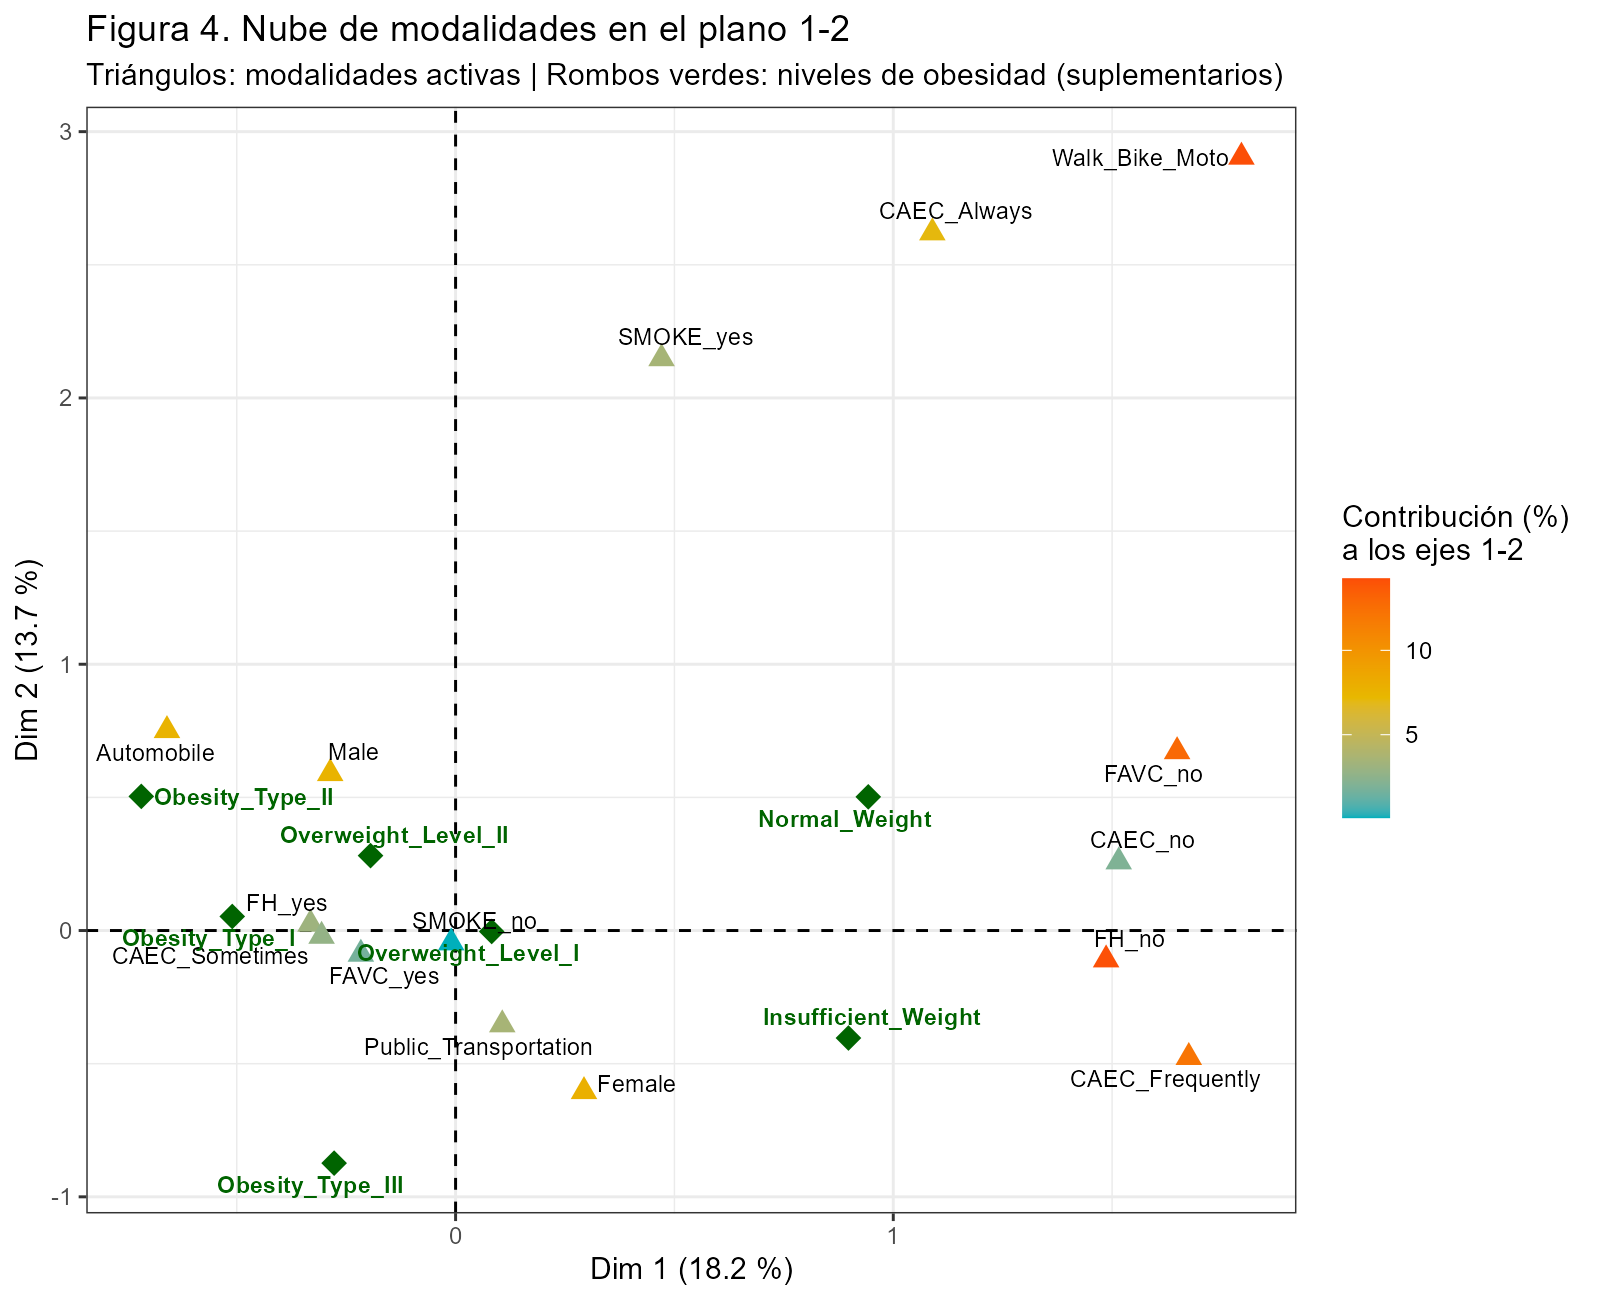 Figura 4. Nube de modalidades en el plano 1-2
Triángulos: modalidades activas | Rombos verdes: niveles de obesidad (suplementarios)
3
Walk_Bike_Moto
CAEC_Always
SMOKE_yes
2
Contribución (%)
a los ejes 1-2
10
5
Dim 2 (13.7 %)
1
Automobile
Male
FAVC_no
Obesity_Type_II
Normal_Weight
Overweight_Level_II
CAEC_no
FH_yes
SMOKE_no
0
Obesity_Type_I
FH_no
CAEC_Sometimes
Overweight_Level_I
FAVC_yes
Insufficient_Weight
Public_Transportation
Female
CAEC_Frequently
Obesity_Type_III
-1
0
1
Dim 1 (18.2 %)